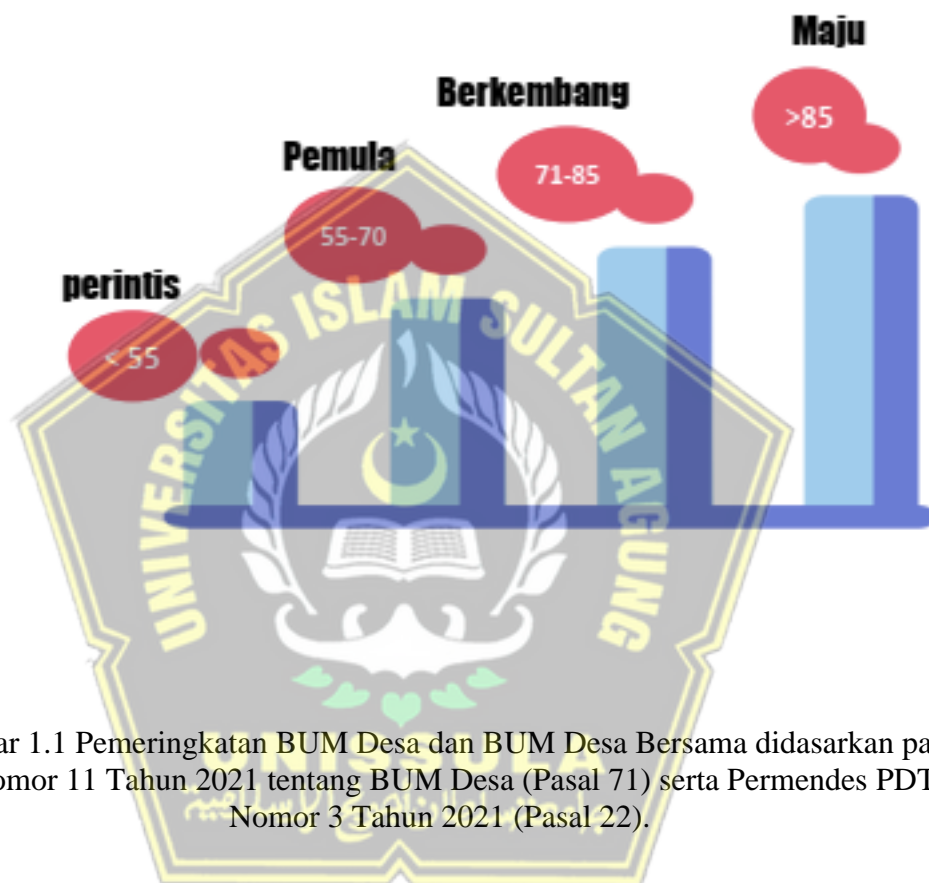 Maju
>85
Berkembang
71-85
Pemula
55-70
perintis
< 55
UNIVERSITAS ISLAM SULTAN AGUNG
UNISSULA
ar 1.1 Pemeringkatan BUM Desa dan BUM Desa Bersama didasarkan pa
omor 11 Tahun 2021 tentang BUM Desa (Pasal 71) serta Permendes PDT
Nomor 3 Tahun 2021 (Pasal 22).